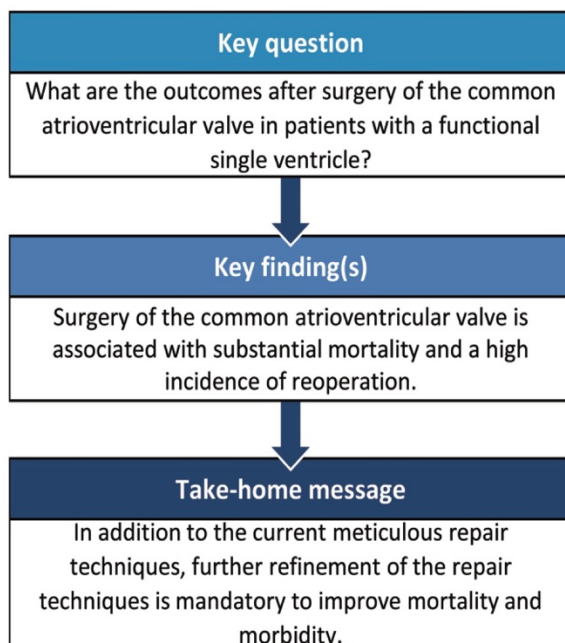 Key question
What are the outcomes after surgery of the common
atrioventricular valve in patients with a functional
single ventricle?
Key finding(s)
Surgery of the common atrioventricular valve is
associated with substantial mortality and a high
incidence of reoperation.
Take-home message
In addition to the current meticulous repair
techniques, further refinement of the repair
techniques is mandatory to improve mortality and
morbidity.